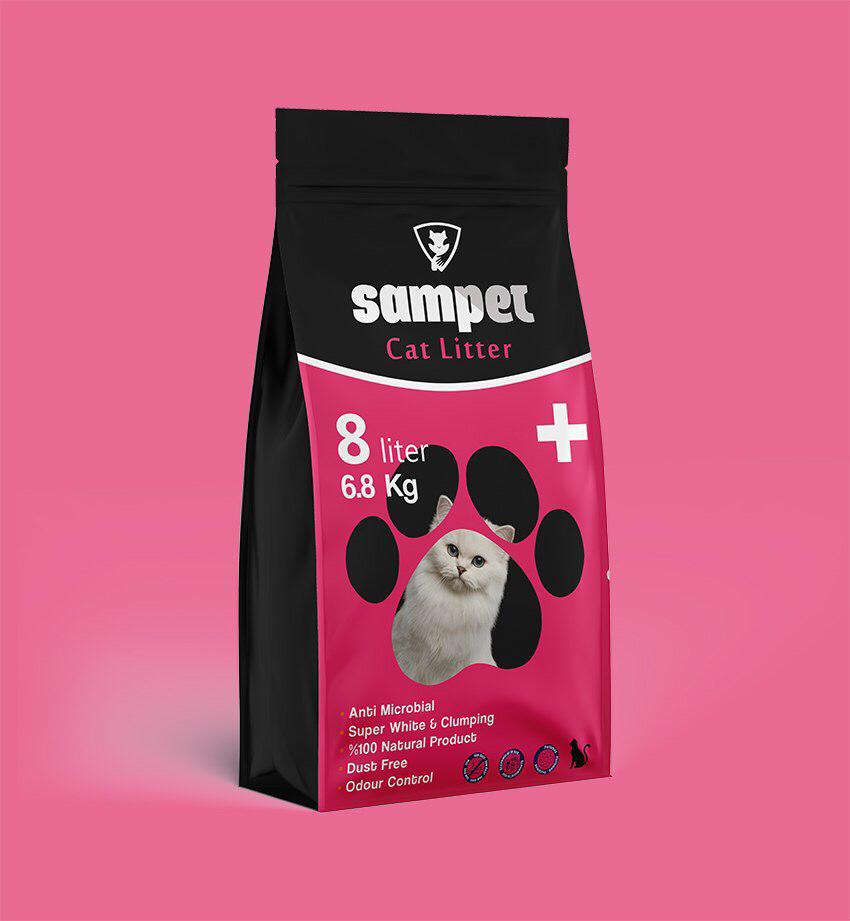 sampet
Cat Litter
8 liter
6.8 Kg
Anti Microbial
Super White & Clumping
%100 Natural Product
Dust Free
Odour Control